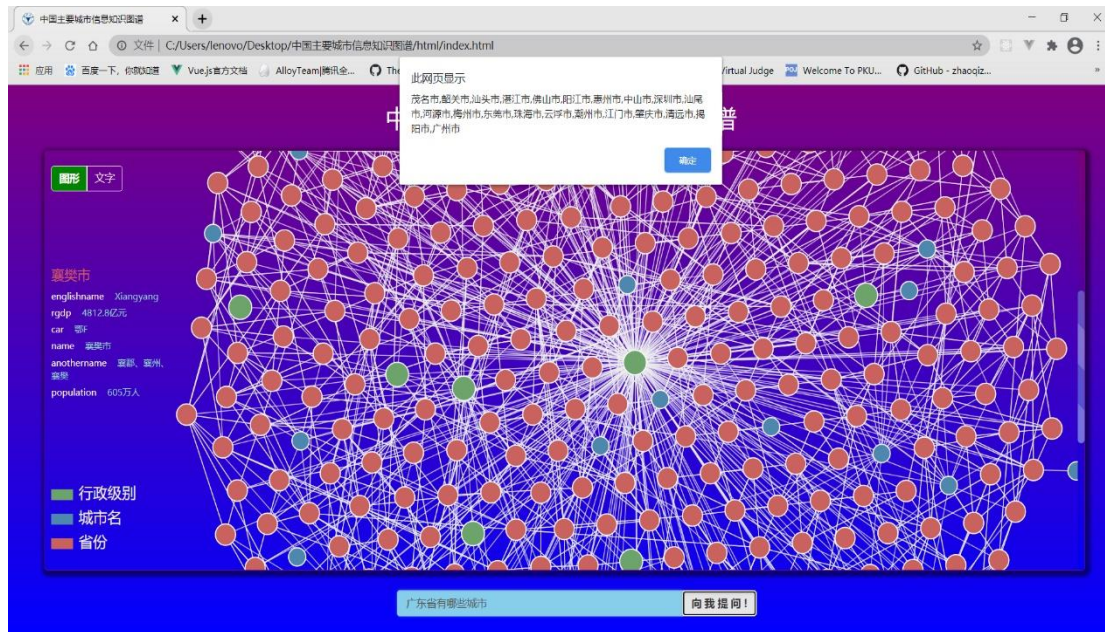 中国主要城市信息知识图谱
文件 | C:/Users/lenovo/Desktop/中国主要城市信息知识图谱/html/index.html
应用 百度一下，你就知道 Vue.js官方文档 AlloyTeam|腾讯全... The Virtual Judge Welcome To PKU... GitHub - zhaoqiz... »
此网页显示
茂名市,韶关市,汕头市,湛江市,佛山市,阳江市,惠州市,中山市,深圳市,汕尾
市,河源市,梅州市,东莞市,珠海市,云浮市,潮州市,江门市,肇庆市,清远市,揭
阳市,广州市
确定
中 谱
图形 文字
襄樊市
englishname Xiangyang
rgdp 4812.8亿元
car 鄂F
name 襄樊市
anothername 襄郡、襄州、
襄樊
population 605万人
行政级别
城市名
省份
广东省有哪些城市 向我提问！